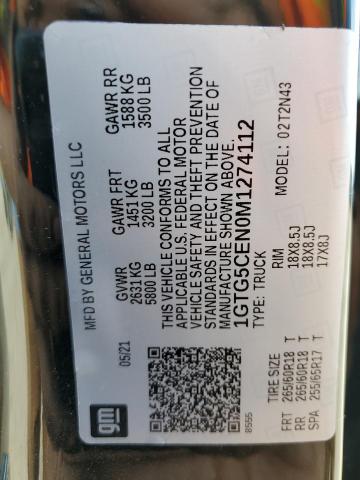 MFD BY GENERAL MOTORS LLC
05/21
gm
GVWR
2631 KG
5800 LB
GAWR FRT
1451 KG
3200 LB
GAWR RR
1588 KG
3500 LB
THIS VEHICLE CONFORMS TO ALL
APPLICABLE U.S. FEDERAL MOTOR
VEHICLE SAFETY AND THEFT PREVENTION
STANDARDS IN EFFECT ON THE DATE OF
MANUFACTURE SHOWN ABOVE.
1GTG5CEN0M1274112
TYPE: TRUCK
MODEL: 02T2N43
8555
TIRE SIZE RIM
FRT 265/60R18 T 18X8.5J
RR 265/60R18 T 18X8.5J
SPA 255/65R17 T 17X8J